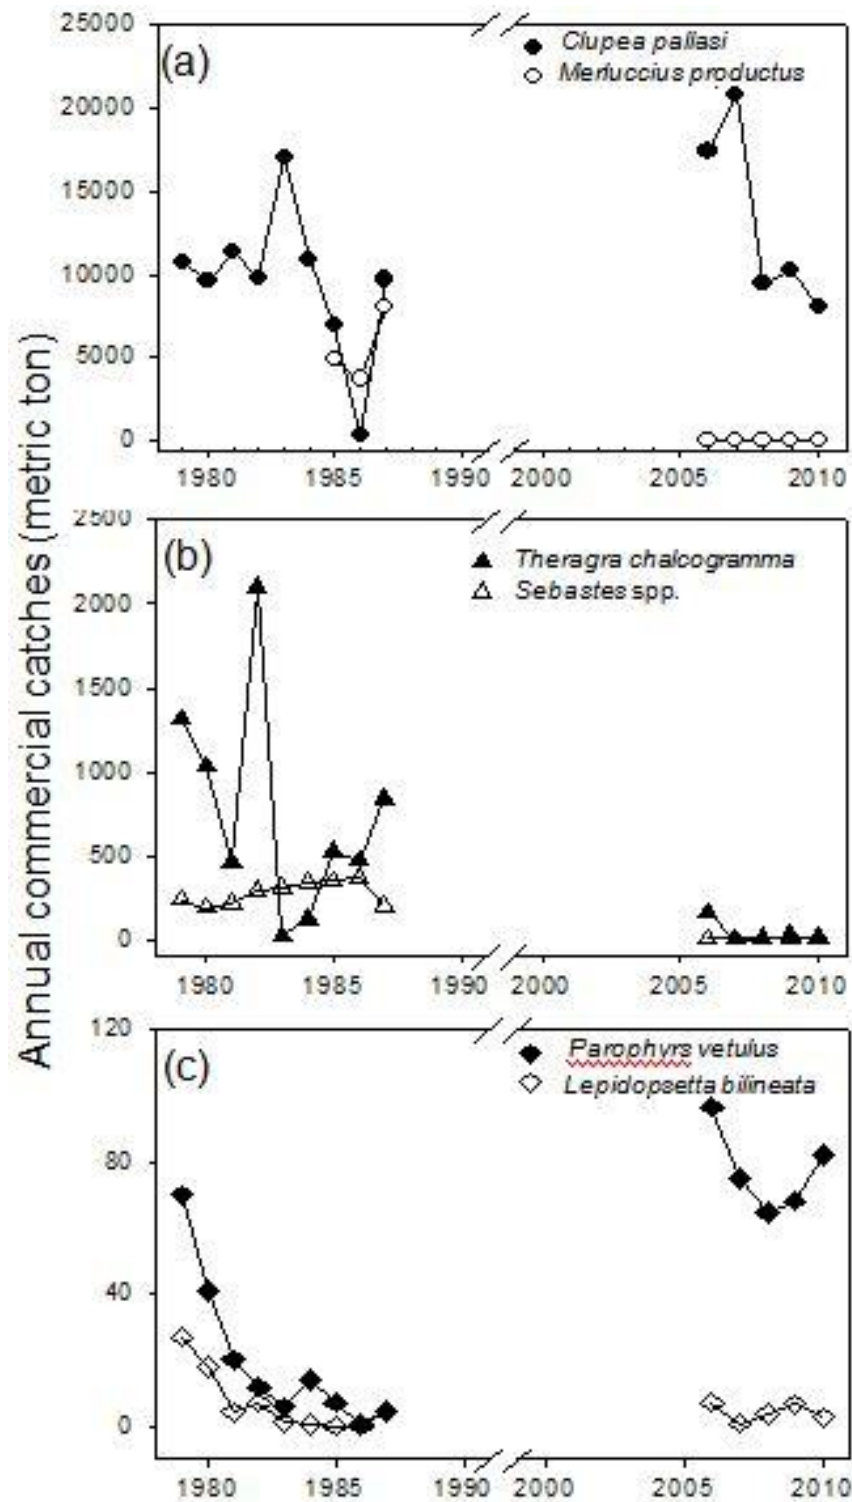 Annual commercial catches (metric ton)
25000
(a)
Clupea pallasi
Merluccius productus
20000
15000
10000
5000
0
1980 1985 1990 2000 2005 2010
2500
(b)
Theragra chalcogramma
Sebastes spp.
2000
1500
1000
500
0
1980 1985 1990 2000 2005 2010
120
(c)
Parophyrs vetulus
Lepidopsetta bilineata
80
40
0
1980 1985 1990 2000 2005 2010